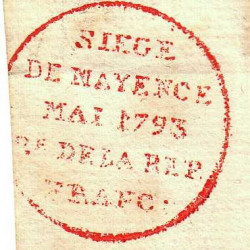 SIEGE
DE MAYENCE
MAI 1793
2E. DE LA REP.
FRANC: